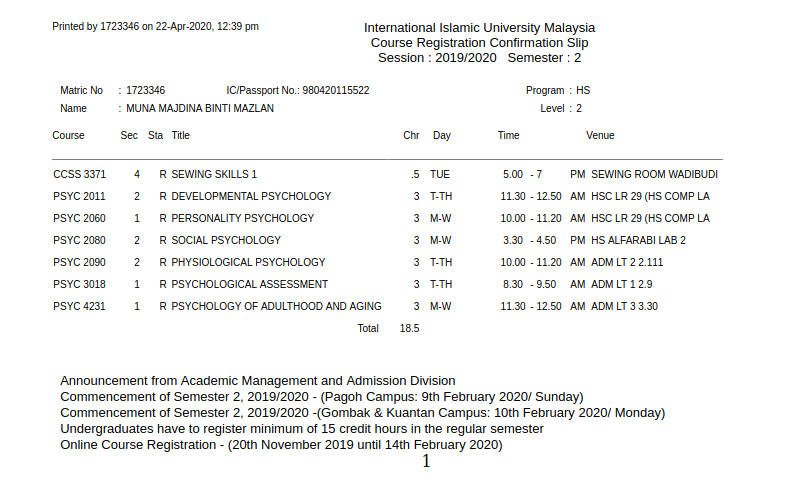 Printed by 1723346 on 22-Apr-2020, 12:39 pm
International Islamic University Malaysia
Course Registration Confirmation Slip
Session : 2019/2020 Semester : 2
Matric No : 1723346 IC/Passport No.: 980420115522 Program : HS
Name : MUNA MAJDINA BINTI MAZLAN Level : 2
Course Sec Sta Title Chr Day Time Venue
CCSS 3371 4 R SEWING SKILLS 1 .5 TUE 5.00 - 7 PM SEWING ROOM WADIBUDI
PSYC 2011 2 R DEVELOPMENTAL PSYCHOLOGY 3 T-TH 11.30 - 12.50 AM HSC LR 29 (HS COMP LA
PSYC 2060 1 R PERSONALITY PSYCHOLOGY 3 M-W 10.00 - 11.20 AM HSC LR 29 (HS COMP LA
PSYC 2080 2 R SOCIAL PSYCHOLOGY 3 M-W 3.30 - 4.50 PM HS ALFARABI LAB 2
PSYC 2090 2 R PHYSIOLOGICAL PSYCHOLOGY 3 T-TH 10.00 - 11.20 AM ADM LT 2 2.111
PSYC 3018 1 R PSYCHOLOGICAL ASSESSMENT 3 T-TH 8.30 - 9.50 AM ADM LT 1 2.9
PSYC 4231 1 R PSYCHOLOGY OF ADULTHOOD AND AGING 3 M-W 11.30 - 12.50 AM ADM LT 3 3.30
Total 18.5
Announcement from Academic Management and Admission Division
Commencement of Semester 2, 2019/2020 - (Pagoh Campus: 9th February 2020/ Sunday)
Commencement of Semester 2, 2019/2020 -(Gombak & Kuantan Campus: 10th February 2020/ Monday)
Undergraduates have to register minimum of 15 credit hours in the regular semester
Online Course Registration - (20th November 2019 until 14th February 2020)
1